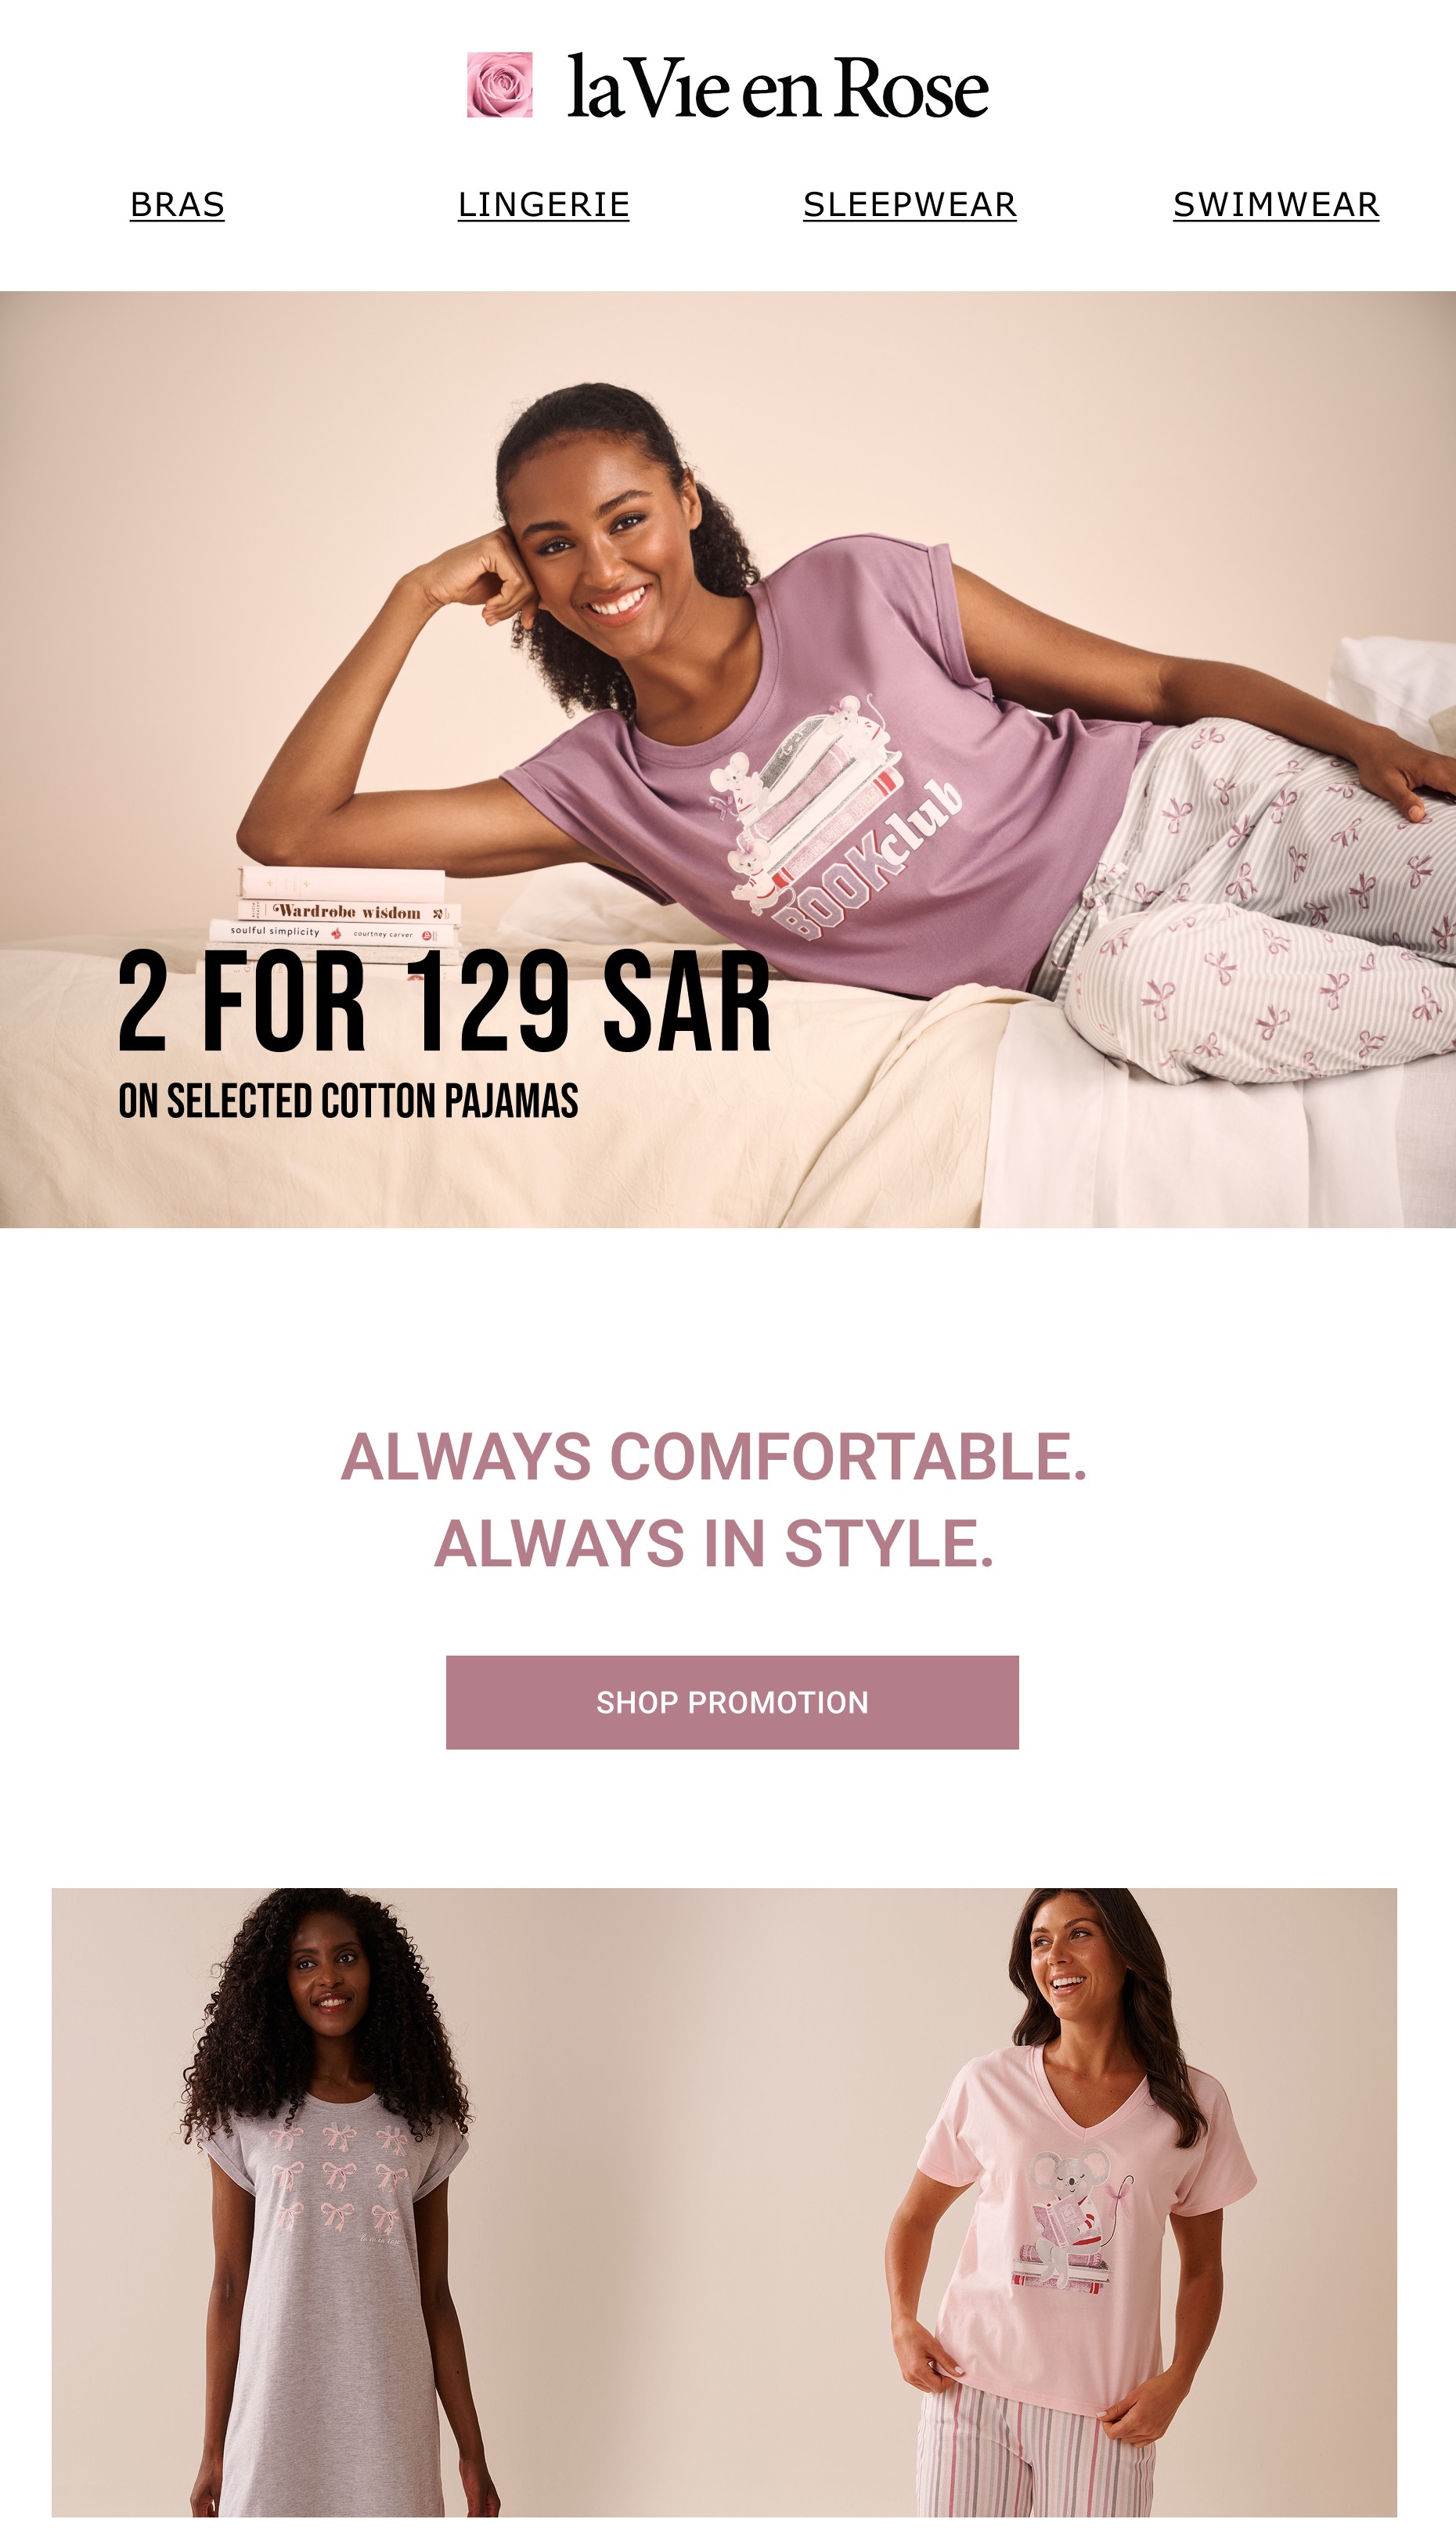 la Vie en Rose
BRAS LINGERIE SLEEPWEAR SWIMWEAR
BOOKclub
Wardrobe wisdom
soulful simplicity courtney carver
2 FOR 129 SAR
ON SELECTED COTTON PAJAMAS
ALWAYS COMFORTABLE.
ALWAYS IN STYLE.
SHOP PROMOTION